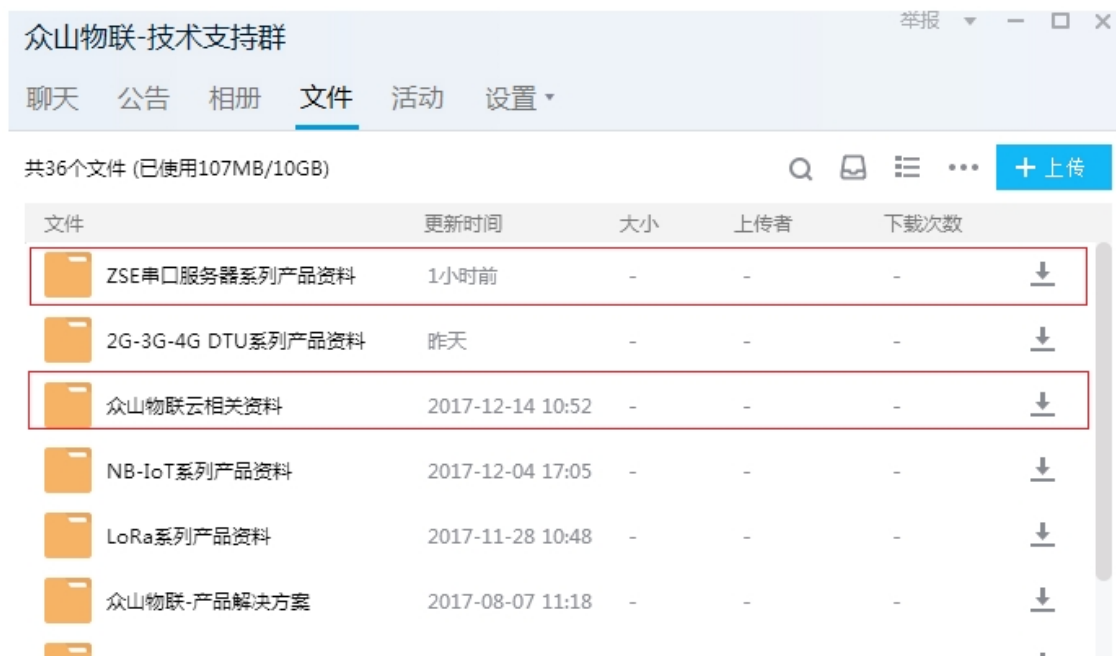 举报
众山物联-技术支持群
聊天 公告 相册 文件 活动 设置
共36个文件 (已使用107MB/10GB) 上传
文件 更新时间 大小 上传者 下载次数
ZSE串口服务器系列产品资料 1小时前 - - -
2G-3G-4G DTU系列产品资料 昨天 - - -
众山物联云相关资料 2017-12-14 10:52 - - -
NB-IoT系列产品资料 2017-12-04 17:05 - - -
LoRa系列产品资料 2017-11-28 10:48 - - -
众山物联-产品解决方案 2017-08-07 11:18 - - -